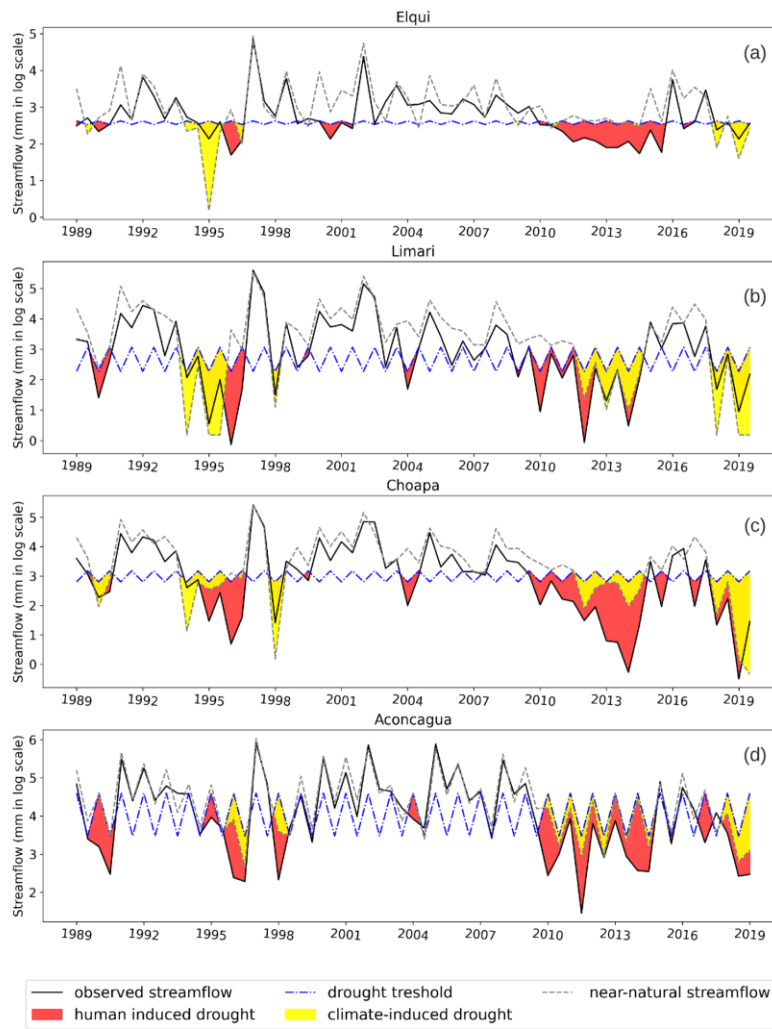 Elqui
(a)
Streamflow (mm in log scale)
5
4
3
2
1
0
1989 1992 1995 1998 2001 2004 2007 2010 2013 2016 2019
Limari
(b)
Streamflow (mm in log scale)
5
4
3
2
1
0
1989 1992 1995 1998 2001 2004 2007 2010 2013 2016 2019
Choapa
(c)
Streamflow (mm in log scale)
5
4
3
2
1
0
1989 1992 1995 1998 2001 2004 2007 2010 2013 2016 2019
Aconcagua
(d)
Streamflow (mm in log scale)
6
5
4
3
2
1989 1992 1995 1998 2001 2004 2007 2010 2013 2016 2019
observed streamflow drought treshold near-natural streamflow
human induced drought climate-induced drought